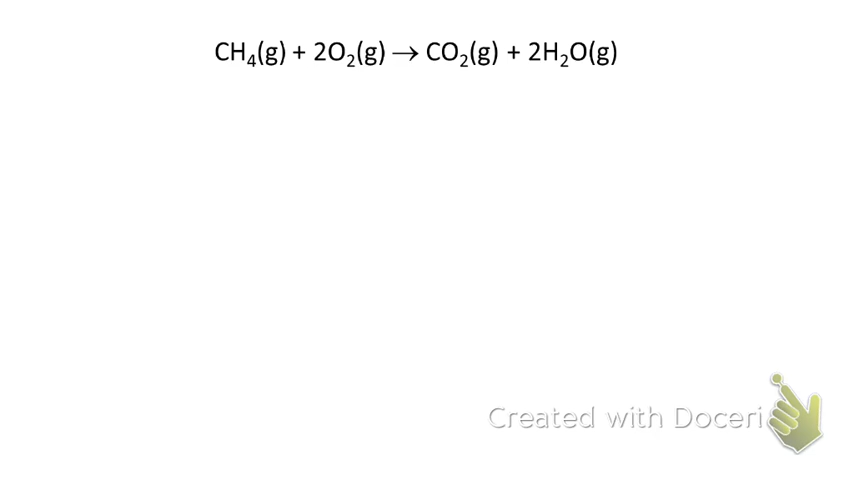 CH₄(g) + 2O₂(g) → CO₂(g) + 2H₂O(g)
Created with Doceri